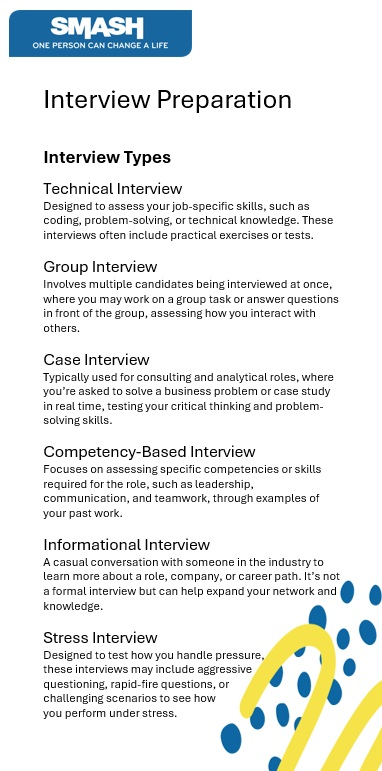 SMASH
ONE PERSON CAN CHANGE A LIFE
Interview Preparation
Interview Types
Technical Interview
Designed to assess your job-specific skills, such as
coding, problem-solving, or technical knowledge. These
interviews often include practical exercises or tests.
Group Interview
Involves multiple candidates being interviewed at once,
where you may work on a group task or answer questions
in front of the group, assessing how you interact with
others.
Case Interview
Typically used for consulting and analytical roles, where
you're asked to solve a business problem or case study
in real time, testing your critical thinking and problem-
solving skills.
Competency-Based Interview
Focuses on assessing specific competencies or skills
required for the role, such as leadership,
communication, and teamwork, through examples of
your past work.
Informational Interview
A casual conversation with someone in the industry to
learn more about a role, company, or career path. It's not
a formal interview but can help expand your network and
knowledge.
Stress Interview
Designed to test how you handle pressure,
these interviews may include aggressive
questioning, rapid-fire questions, or
challenging scenarios to see how
you perform under stress.